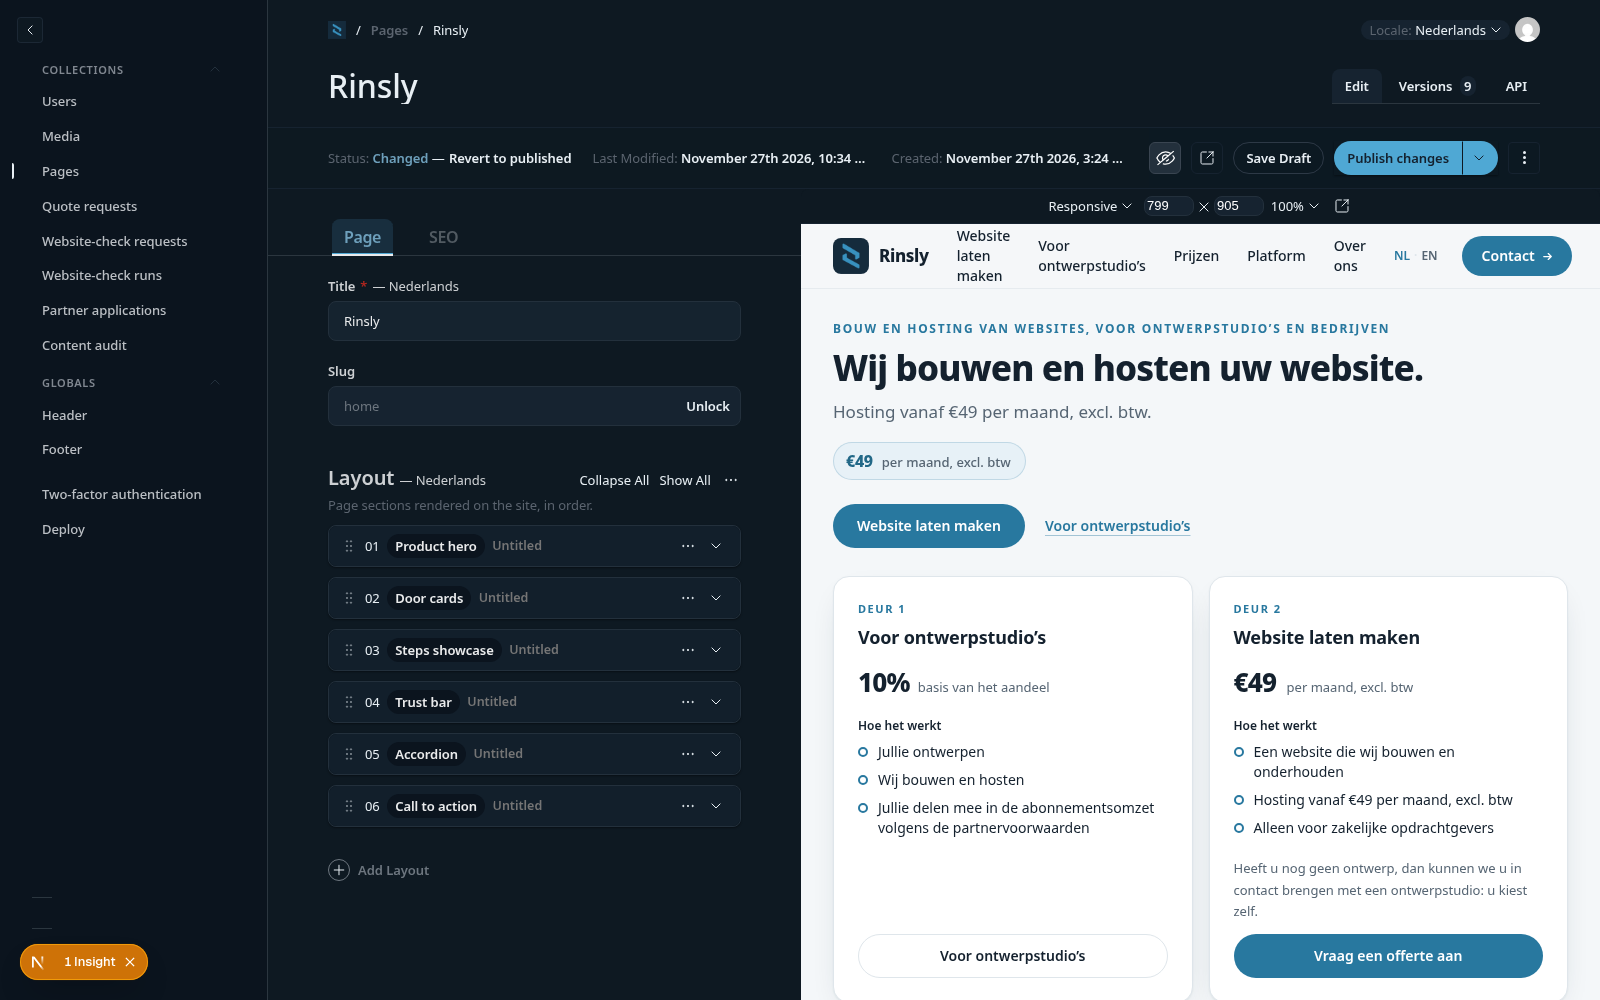 / Pages / Rinsly
Locale: Nederlands
COLLECTIONS
Users
Media
Pages
Quote requests
Website-check requests
Website-check runs
Partner applications
Content audit
GLOBALS
Header
Footer
Two-factor authentication
Deploy
1 Insight
Rinsly
Edit
Versions 9
API
Status: Changed — Revert to published
Last Modified: November 27th 2026, 10:34 ...
Created: November 27th 2026, 3:24 ...
Save Draft
Publish changes
Page
SEO
Title * — Nederlands
Rinsly
Slug
home
Unlock
Layout — Nederlands
Collapse All
Show All
Page sections rendered on the site, in order.
01 Product hero Untitled
02 Door cards Untitled
03 Steps showcase Untitled
04 Trust bar Untitled
05 Accordion Untitled
06 Call to action Untitled
Add Layout
Responsive
799 × 905
100%
Rinsly
Website
laten
maken
Voor
ontwerpstudio’s
Prijzen
Platform
Over
ons
NL · EN
Contact →
BOUW EN HOSTING VAN WEBSITES, VOOR ONTWERPSTUDIO’S EN BEDRIJVEN
Wij bouwen en hosten uw website.
Hosting vanaf €49 per maand, excl. btw.
€49 per maand, excl. btw
Website laten maken
Voor ontwerpstudio’s
DEUR 1
Voor ontwerpstudio’s
10% basis van het aandeel
Hoe het werkt
Jullie ontwerpen
Wij bouwen en hosten
Jullie delen mee in de abonnementsomzet
volgens de partnervoorwaarden
Voor ontwerpstudio’s
DEUR 2
Website laten maken
€49 per maand, excl. btw
Hoe het werkt
Een website die wij bouwen en
onderhouden
Hosting vanaf €49 per maand, excl. btw
Alleen voor zakelijke opdrachtgevers
Heeft u nog geen ontwerp, dan kunnen we u in
contact brengen met een ontwerpstudio: u kiest
zelf.
Vraag een offerte aan